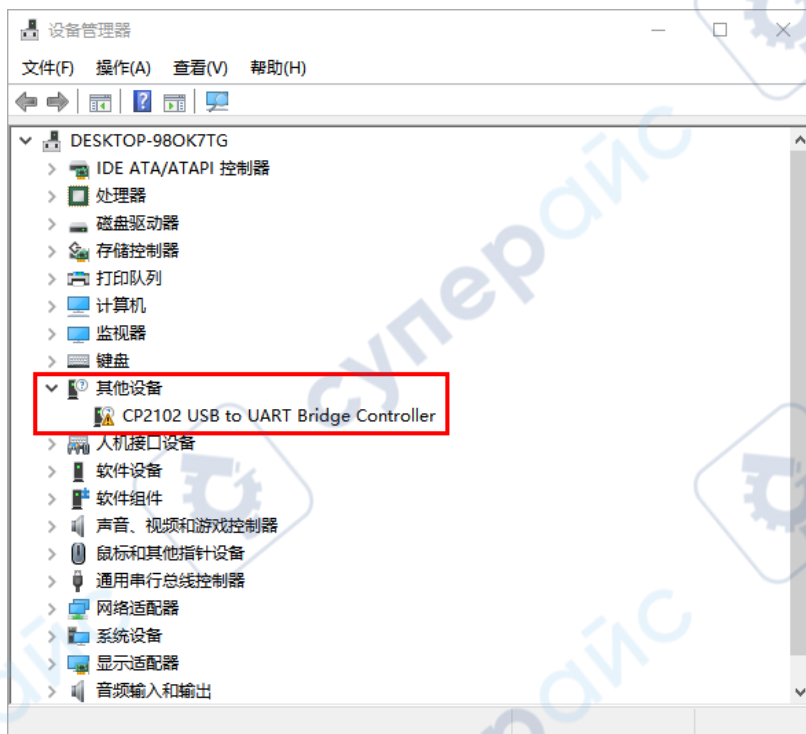 设备管理器
文件(F) 操作(A) 查看(V) 帮助(H)
DESKTOP-98OK7TG
IDE ATA/ATAPI 控制器
处理器
磁盘驱动器
存储控制器
打印队列
计算机
监视器
键盘
其他设备
CP2102 USB to UART Bridge Controller
人机接口设备
软件设备
软件组件
声音、视频和游戏控制器
鼠标和其他指针设备
通用串行总线控制器
网络适配器
系统设备
显示适配器
音频输入和输出
суперайс
айс
айс